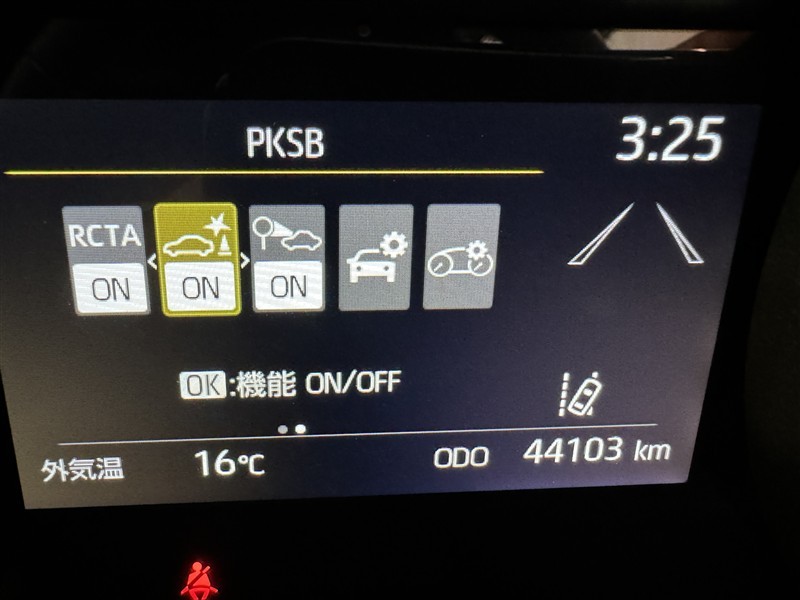 PKSB
3:25
RCTA
ON
ON
ON
OK:機能 ON/OFF
外気温 16℃ ODO 44103 km